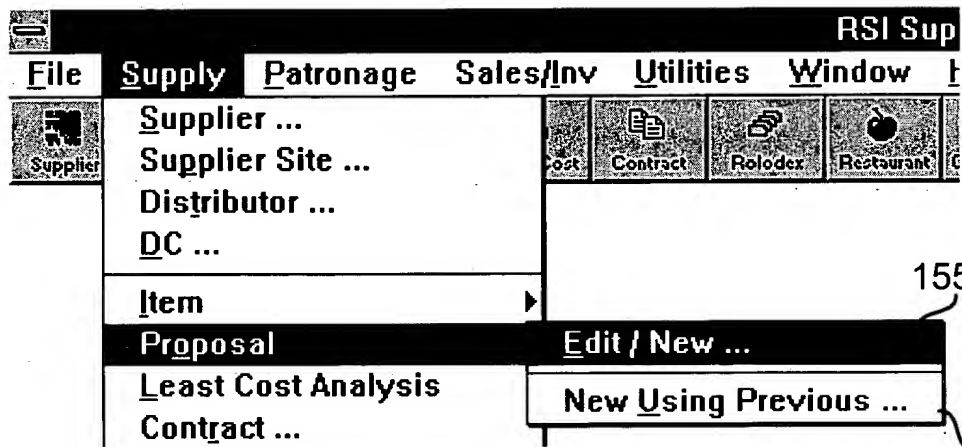 RSI Sup
File Supply Patronage Sales/Inv Utilities Window
Supplier Cost Contract Rolodex Restaurant
Supplier ...
Supplier Site ...
Distributor ...
DC ...
155
Item
Proposal Edit / New ...
Least Cost Analysis New Using Previous ...
Contract ...